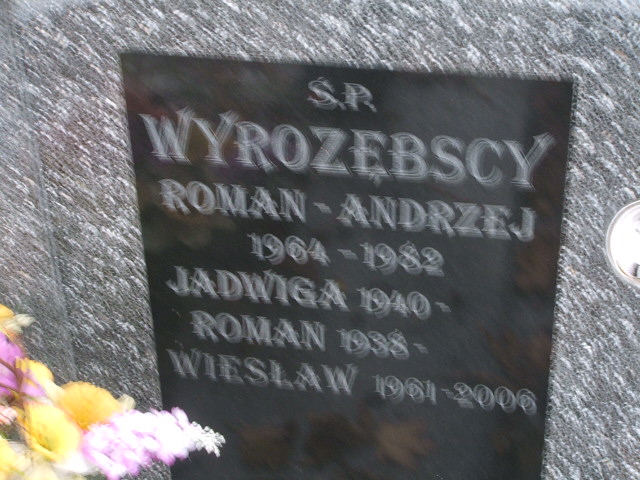 Ś.P.
WYROZĘBSCY
ROMAN - ANDRZEJ
1964 - 1982
JADWIGA 1940 -
ROMAN 1938 -
WIESŁAW 1961 - 2006